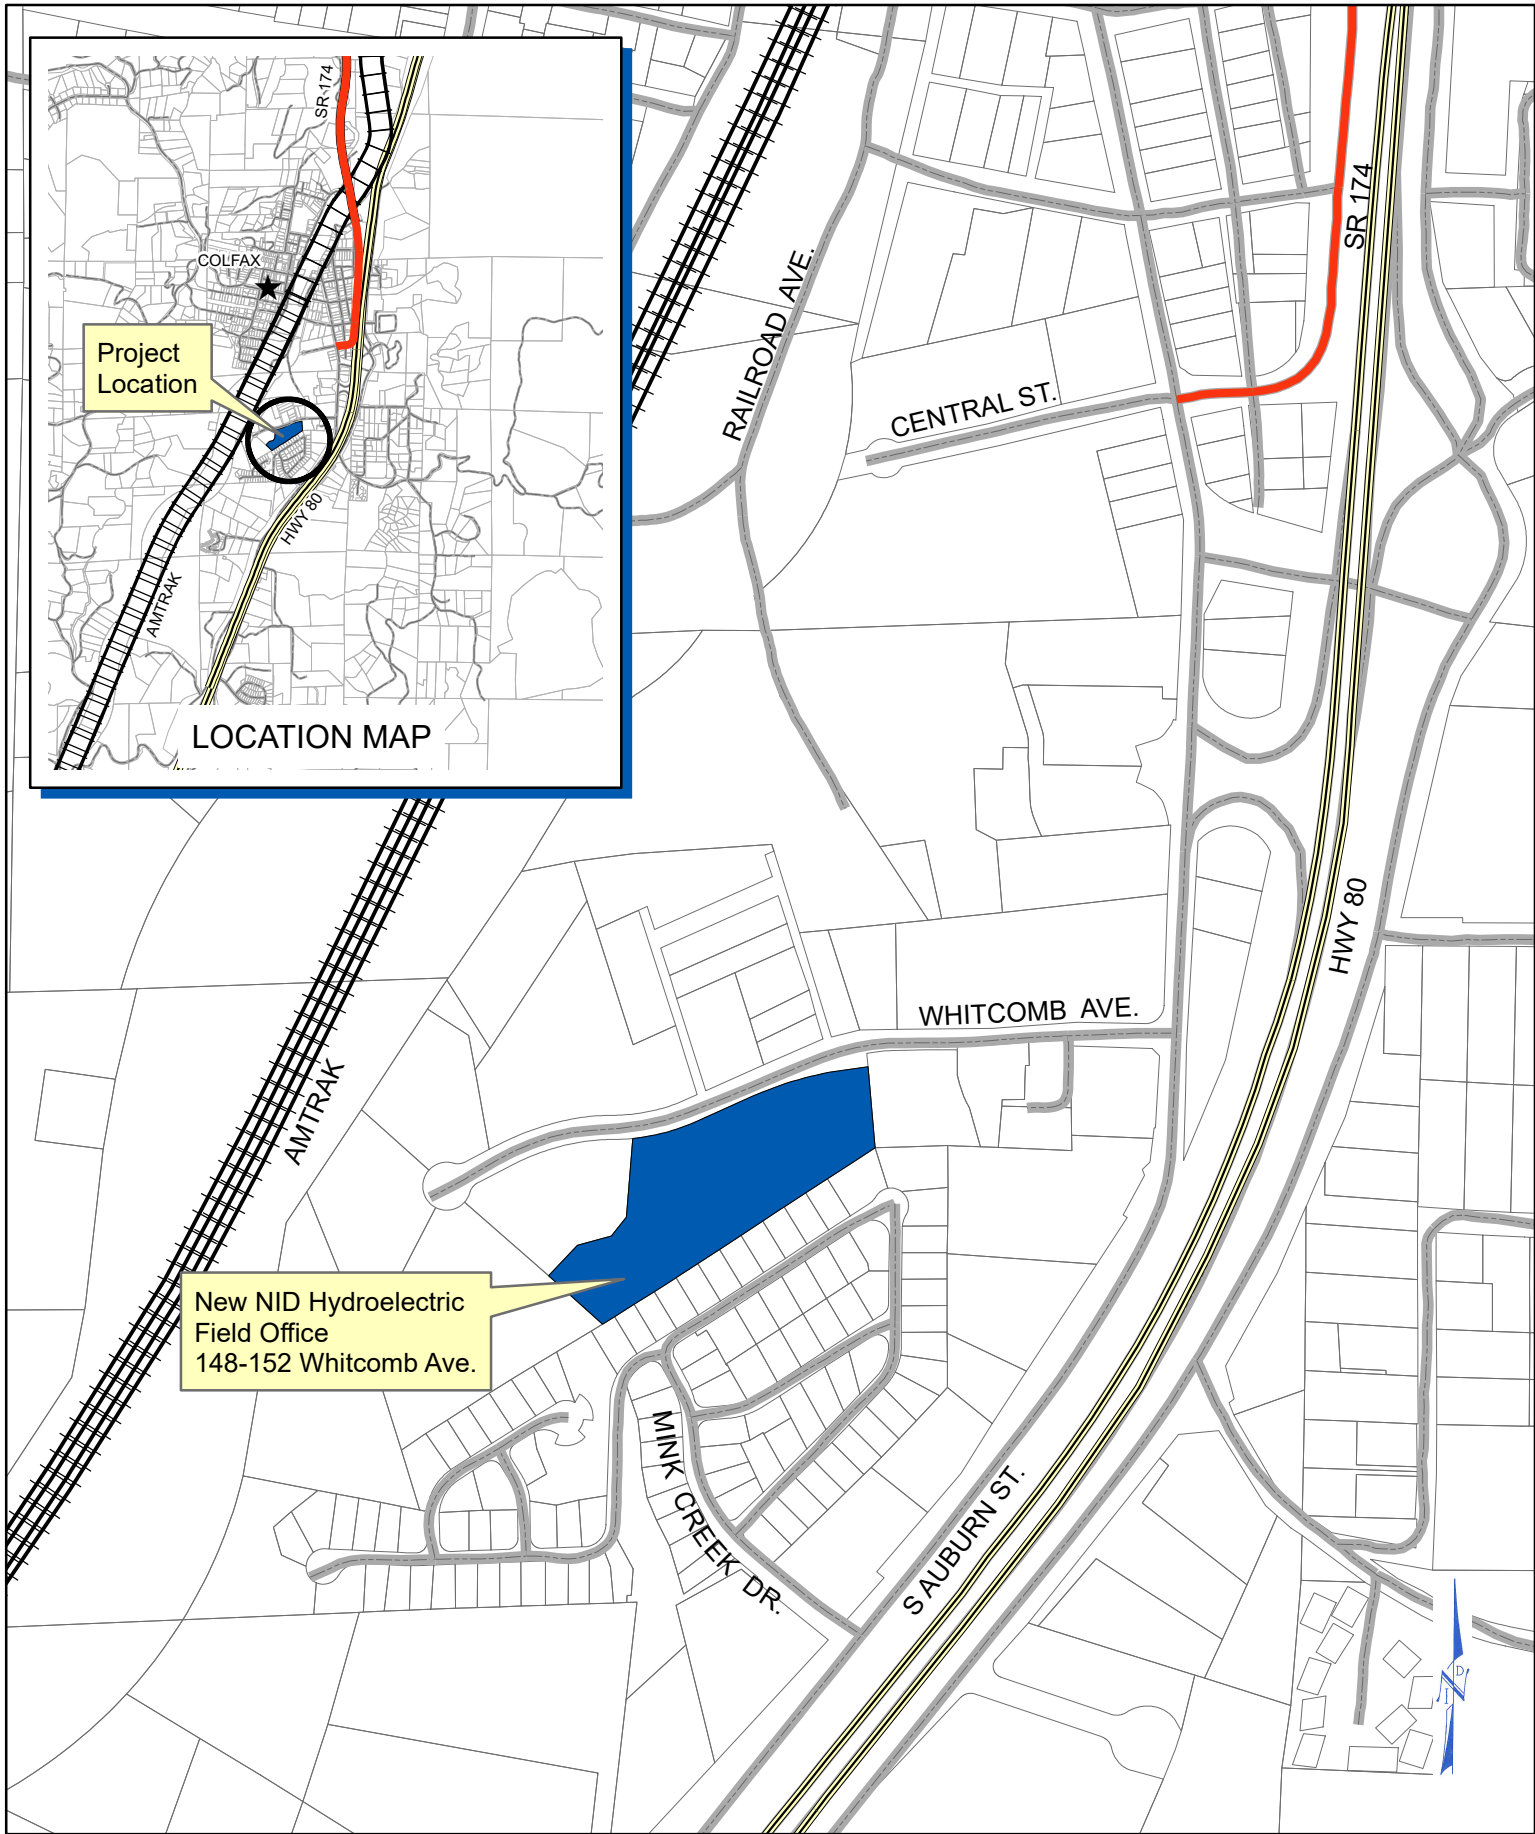 SR-174
COLFAX
Project
Location
HWY 80
AMTRAK
LOCATION MAP
SR 174
RAILROAD AVE.
CENTRAL ST.
HWY 80
WHITCOMB AVE.
AMTRAK
New NID Hydroelectric
Field Office
148-152 Whitcomb Ave.
MINK CREEK DR.
S AUBURN ST.
NID